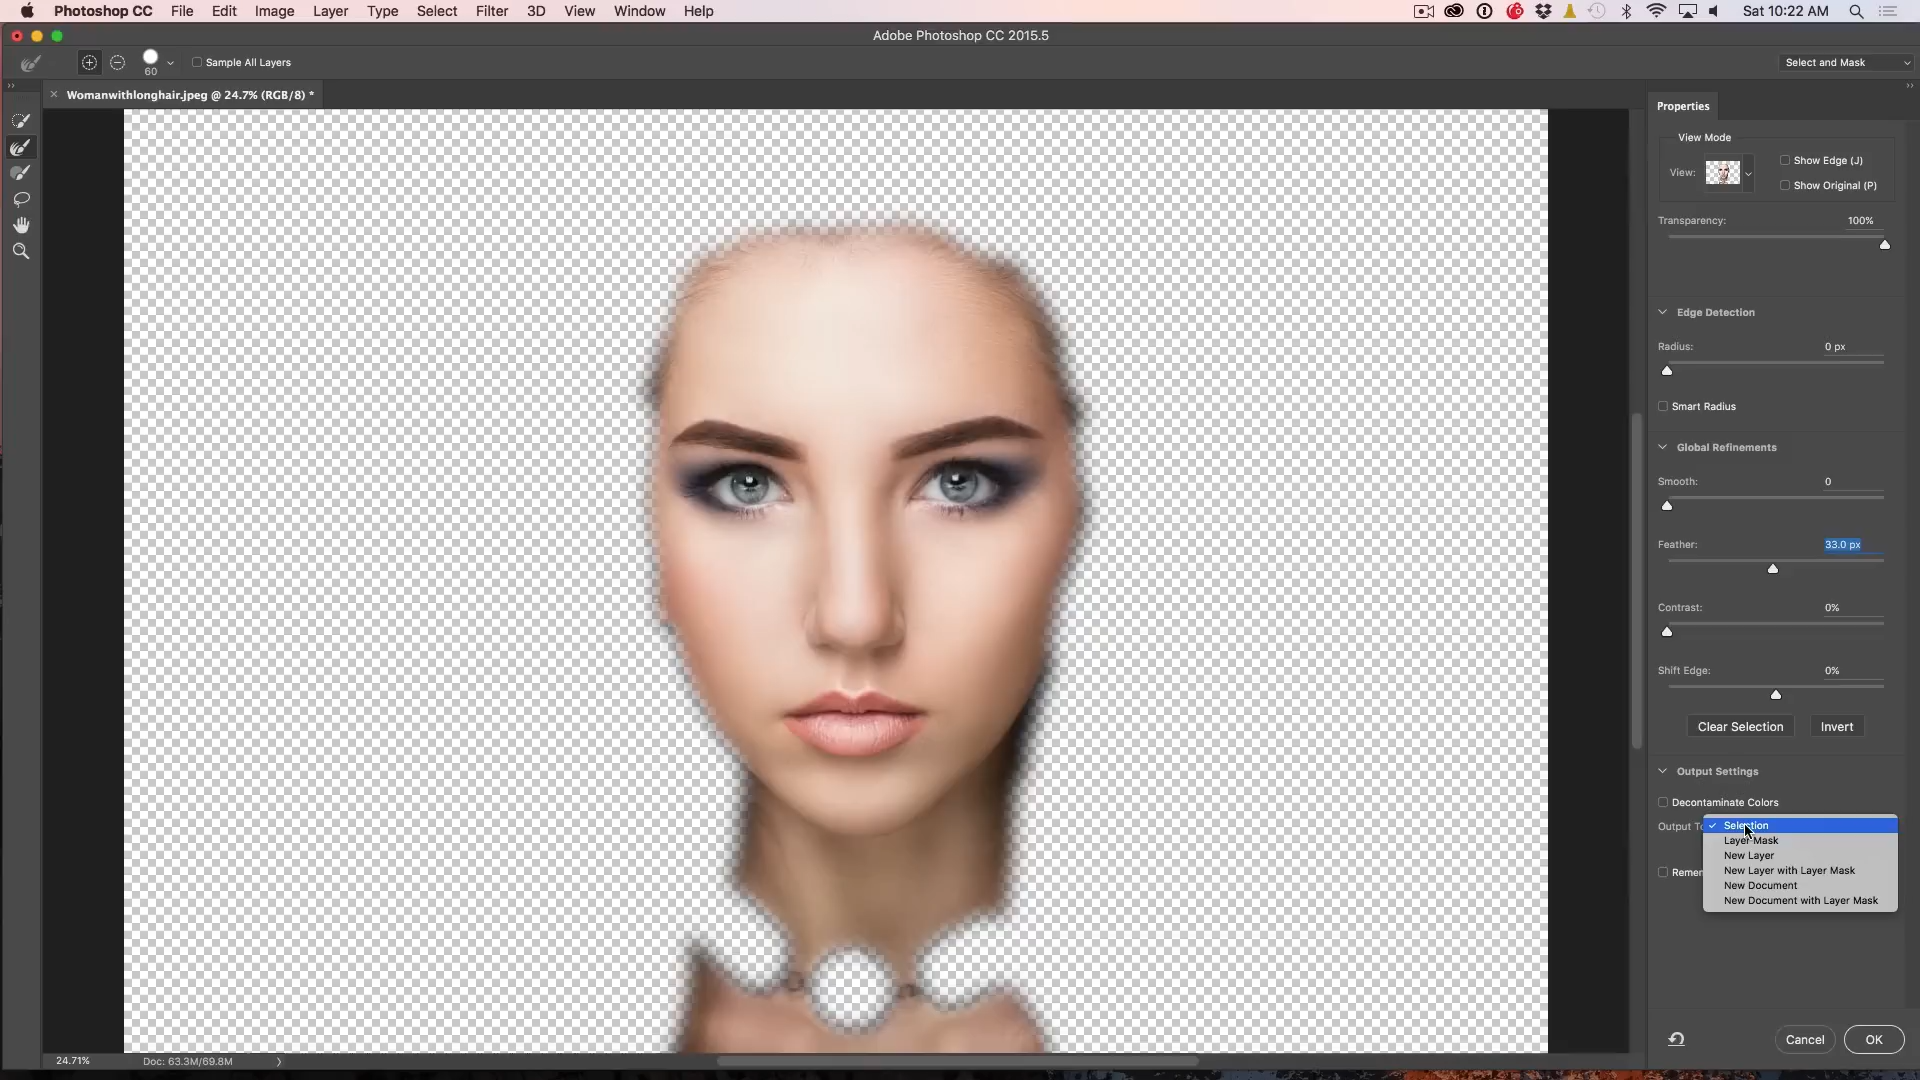 Photoshop CC File Edit Image Layer Type Select Filter 3D View Window Help Sat 10:22 AM
Adobe Photoshop CC 2015.5
60 Sample All Layers Select and Mask
Womanwithlonghair.jpeg @ 24.7% (RGB/8) *
Properties
View Mode
View:
Show Edge (J)
Show Original (P)
Transparency: 100%
Edge Detection
Radius: 0 px
Smart Radius
Global Refinements
Smooth: 0
Feather: 33.0 px
Contrast: 0%
Shift Edge: 0%
Clear Selection Invert
Output Settings
Decontaminate Colors
Output To Selection
Layer Mask
New Layer
Remem New Layer with Layer Mask
New Document
New Document with Layer Mask
Cancel OK
24.71% Doc: 63.3M/69.8M